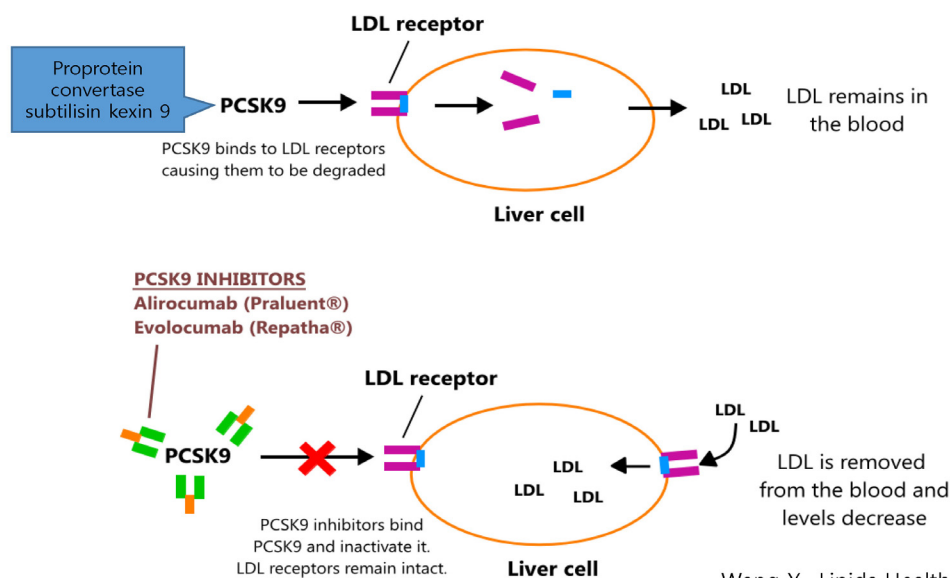 LDL receptor
Proprotein
convertase
subtilisin kexin 9
PCSK9
PCSK9 binds to LDL receptors
causing them to be degraded
Liver cell
LDL
LDL LDL
LDL remains in
the blood
PCSK9 INHIBITORS
Alirocumab (Praluent®)
Evolocumab (Repatha®)
LDL receptor
PCSK9
PCSK9 inhibitors bind
PCSK9 and inactivate it.
LDL receptors remain intact.
LDL
LDL LDL
Liver cell
LDL
LDL
LDL is removed
from the blood and
levels decrease